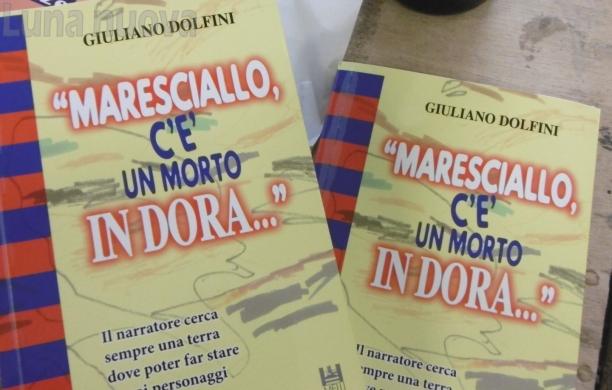 Luna nuova
GIULIANO DOLFINI
"MARESCIALLO,
C'È
UN MORTO
IN DORA..."
Il narratore cerca
sempre una terra
dove poter far stare
personaggi
GIULIANO DOLFINI
"MARESCIALLO,
C'È
UN MORTO
IN DORA..."
Il narratore cerca
sempre una terra